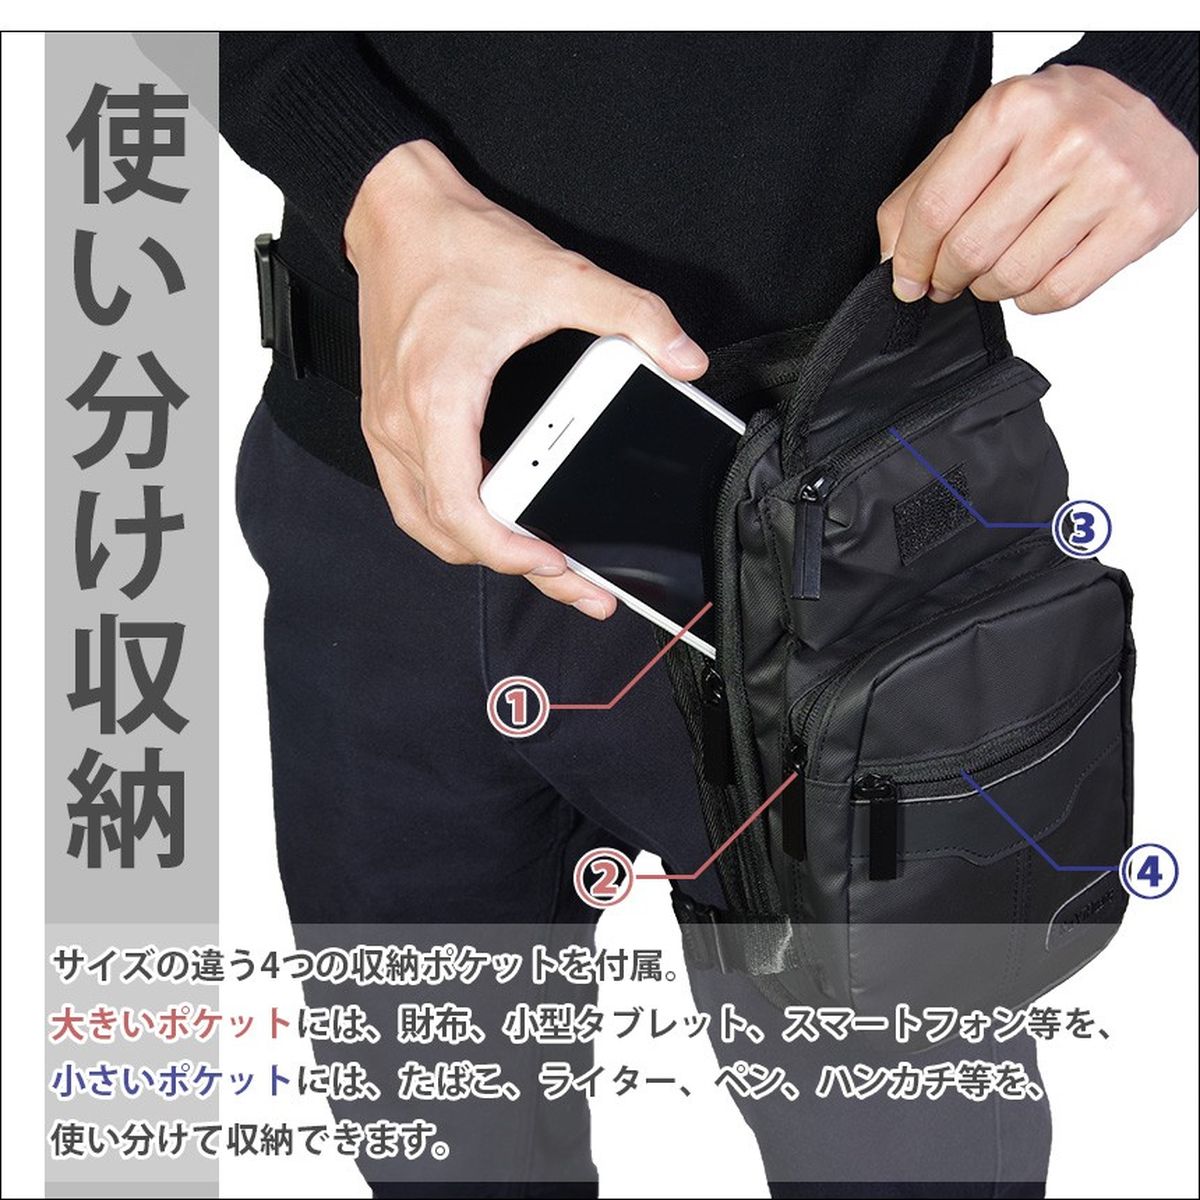 使い分け収納
③
①
②
④
サイズの違う4つの収納ポケットを付属。
大きいポケットには、財布、小型タブレット、スマートフォン等を、
小さいポケットには、たばこ、ライター、ペン、ハンカチ等を、
使い分けて収納できます。